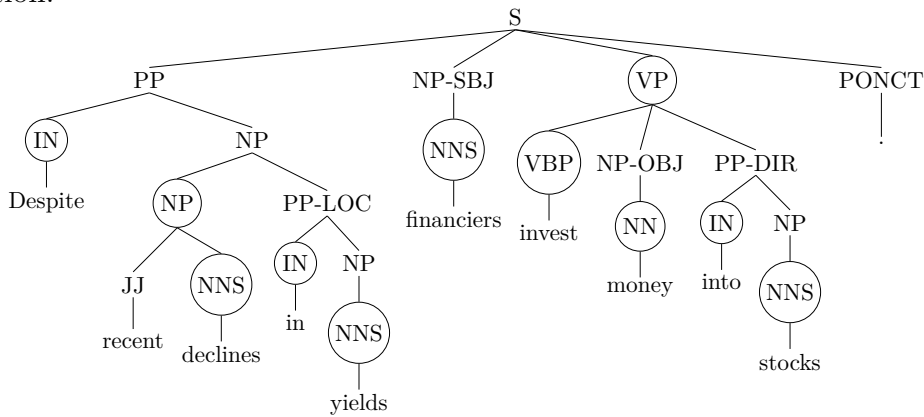 tion.
S
PP NP-SBJ VP PONCT
IN NP NNS VBP NP-OBJ PP-DIR .
Despite NP PP-LOC financiers invest NN IN NP
JJ NNS IN NP money into NNS
recent declines in NNS stocks
yields